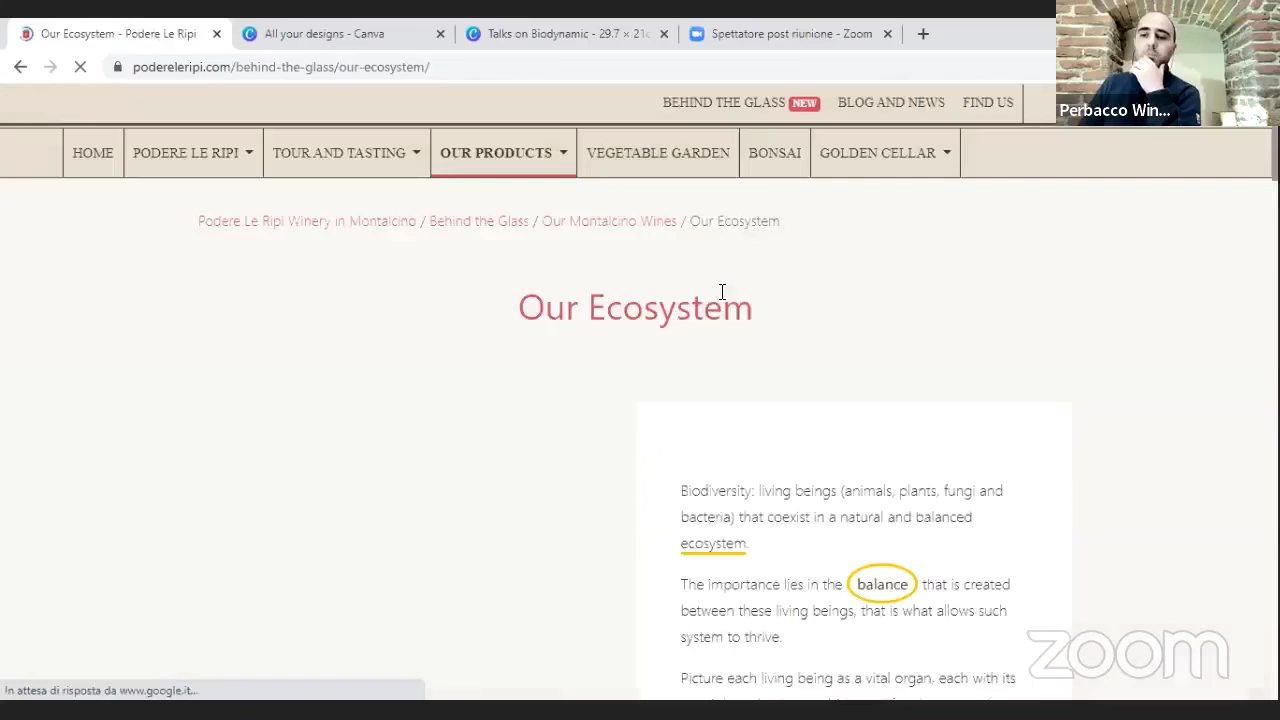 Our Ecosystem - Podere Le Ripi
All your designs - Canva
Talks on Biodynamic - 29.7 × 21c
Spettatore post riunione - Zoom
podereleripi.com/behind-the-glass/our-ecosystem/
Perbacco Win...
BEHIND THE GLASS NEW BLOG AND NEWS FIND US
HOME PODERE LE RIPI TOUR AND TASTING OUR PRODUCTS VEGETABLE GARDEN BONSAI GOLDEN CELLAR
Podere Le Ripi Winery in Montalcino / Behind the Glass / Our Montalcino Wines / Our Ecosystem
Our Ecosystem
Biodiversity: living beings (animals, plants, fungi and
bacteria) that coexist in a natural and balanced
ecosystem.
The importance lies in the balance that is created
between these living beings, that is what allows such
system to thrive.
Picture each living being as a vital organ, each with its
zoom
In attesa di risposta da www.google.it...